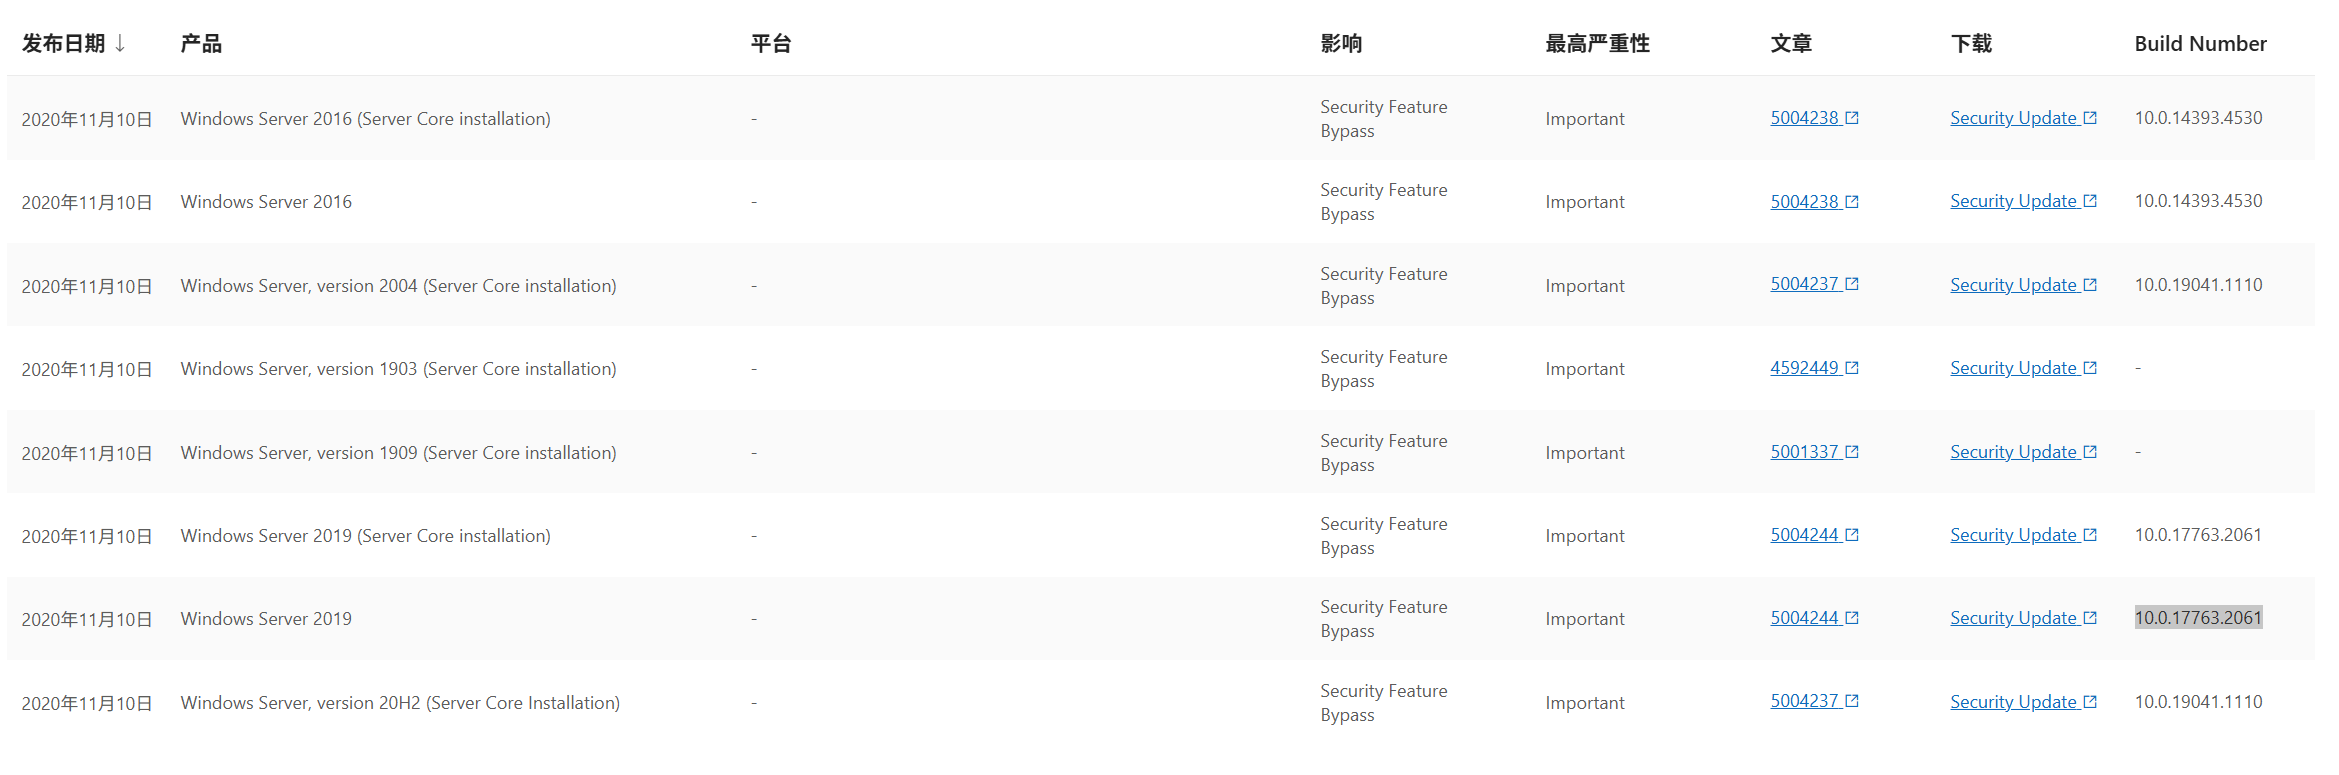 发布日期 ↓ 产品 平台 影响 最高严重性 文章 下载 Build Number
2020年11月10日 Windows Server 2016 (Server Core installation) - Security Feature Bypass Important 5004238 Security Update 10.0.14393.4530
2020年11月10日 Windows Server 2016 - Security Feature Bypass Important 5004238 Security Update 10.0.14393.4530
2020年11月10日 Windows Server, version 2004 (Server Core installation) - Security Feature Bypass Important 5004237 Security Update 10.0.19041.1110
2020年11月10日 Windows Server, version 1903 (Server Core installation) - Security Feature Bypass Important 4592449 Security Update -
2020年11月10日 Windows Server, version 1909 (Server Core installation) - Security Feature Bypass Important 5001337 Security Update -
2020年11月10日 Windows Server 2019 (Server Core installation) - Security Feature Bypass Important 5004244 Security Update 10.0.17763.2061
2020年11月10日 Windows Server 2019 - Security Feature Bypass Important 5004244 Security Update 10.0.17763.2061
2020年11月10日 Windows Server, version 20H2 (Server Core Installation) - Security Feature Bypass Important 5004237 Security Update 10.0.19041.1110